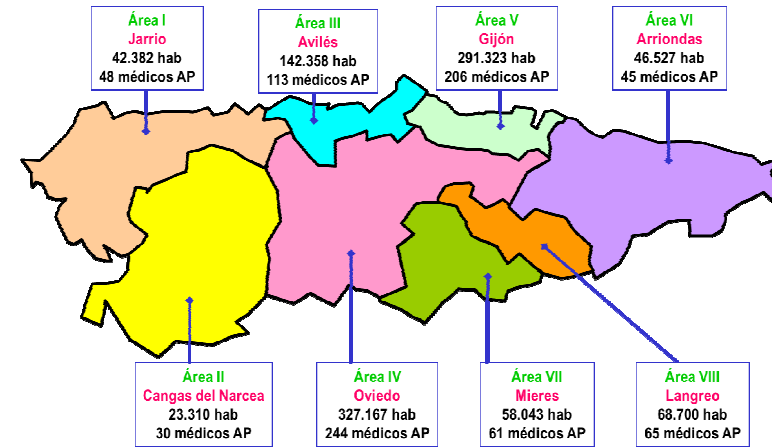 Área I
Jarrio
42.382 hab
48 médicos AP
Área III
Avilés
142.358 hab
113 médicos AP
Área V
Gijón
291.323 hab
206 médicos AP
Área VI
Arriondas
46.527 hab
45 médicos AP
Área II
Cangas del Narcea
23.310 hab
30 médicos AP
Área IV
Oviedo
327.167 hab
244 médicos AP
Área VII
Mieres
58.043 hab
61 médicos AP
Área VIII
Langreo
68.700 hab
65 médicos AP